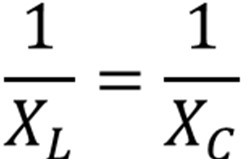 1/X_L = 1/X_C